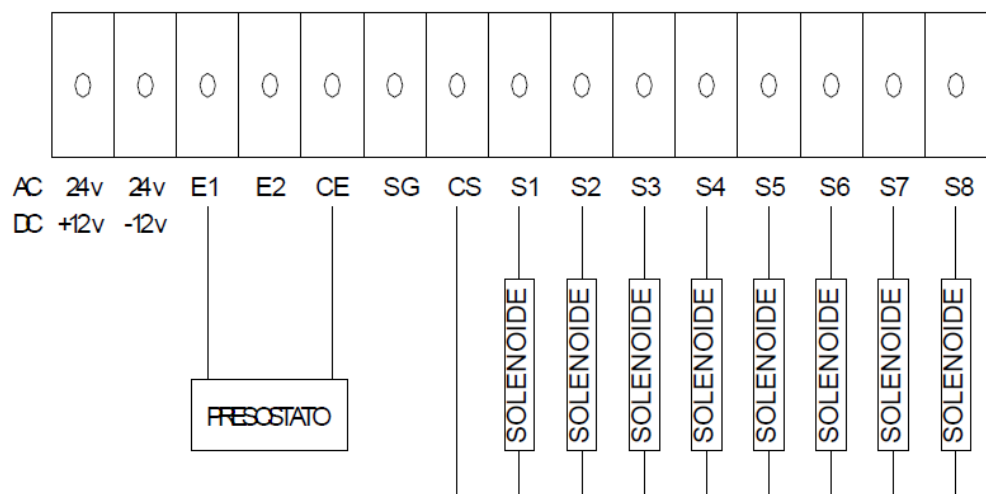 AC 24v 24v E1 E2 CE SG CS S1 S2 S3 S4 S5 S6 S7 S8
DC +12v -12v
SOLENOIDE SOLENOIDE SOLENOIDE SOLENOIDE SOLENOIDE SOLENOIDE SOLENOIDE SOLENOIDE
PRESOSTATO